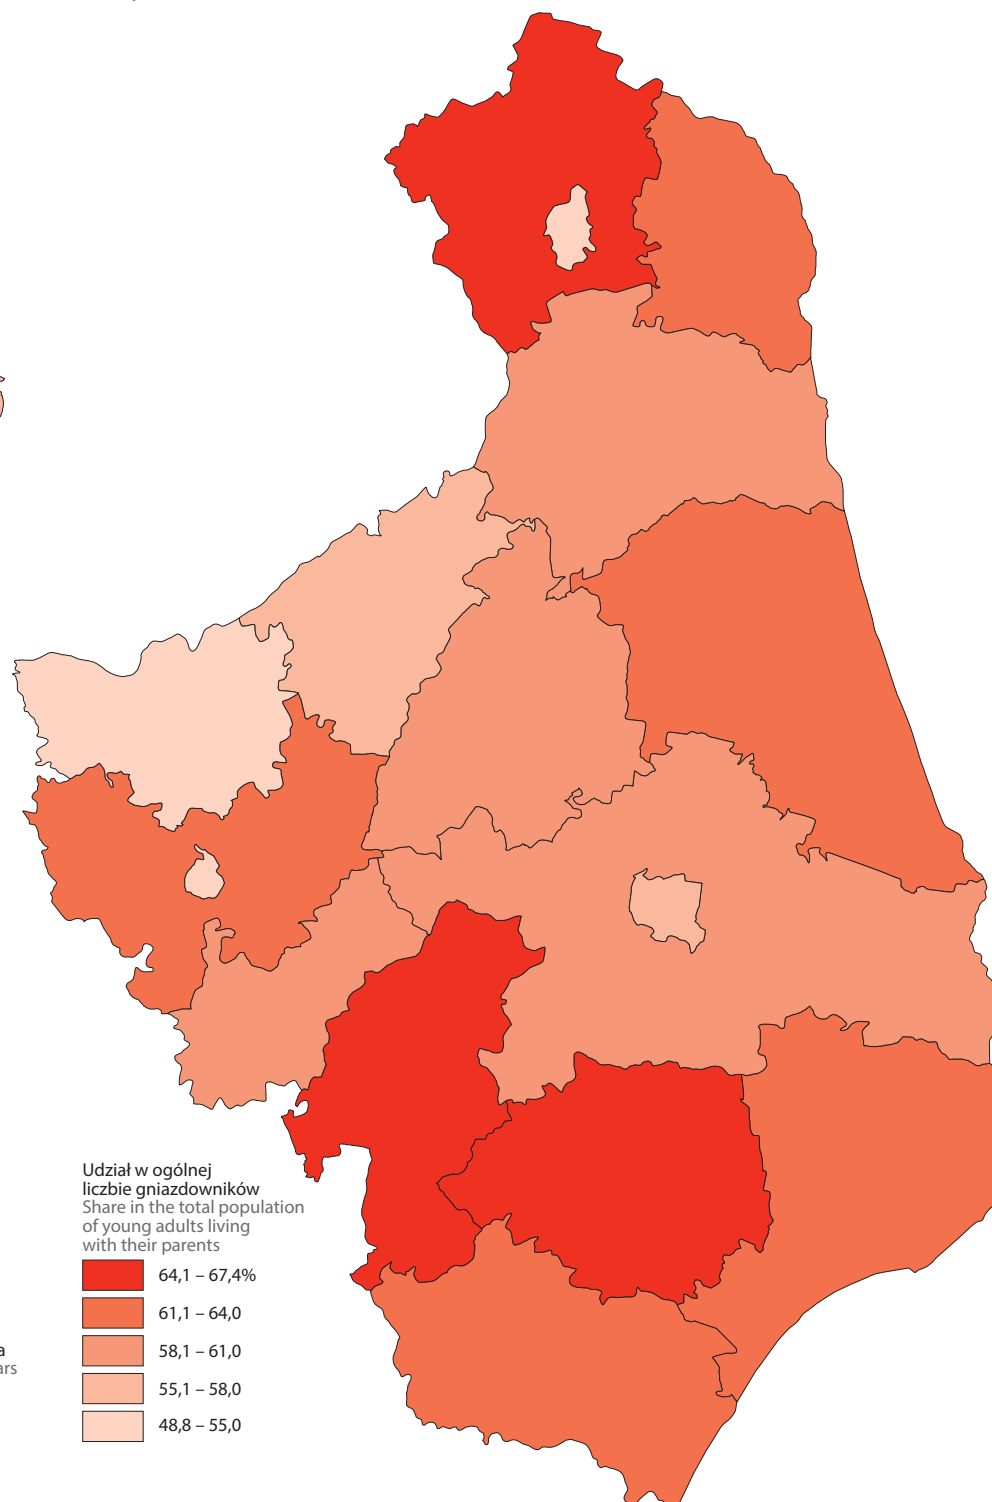 Udział w ogólnej
liczbie gniazdowników
Share in the total population
of young adults living
with their parents
64,1 – 67,4%
61,1 – 64,0
58,1 – 61,0
55,1 – 58,0
48,8 – 55,0